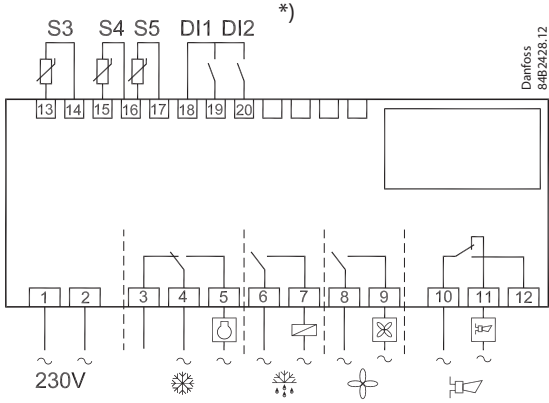 *)
S3 S4 S5 DI1 DI2
Danfoss
84B2428.12
13 14 15 16 17 18 19 20
1 2 3 4 5 6 7 8 9 10 11 12
~ ~ ~ ~ ~ ~ ~ ~ ~
230V